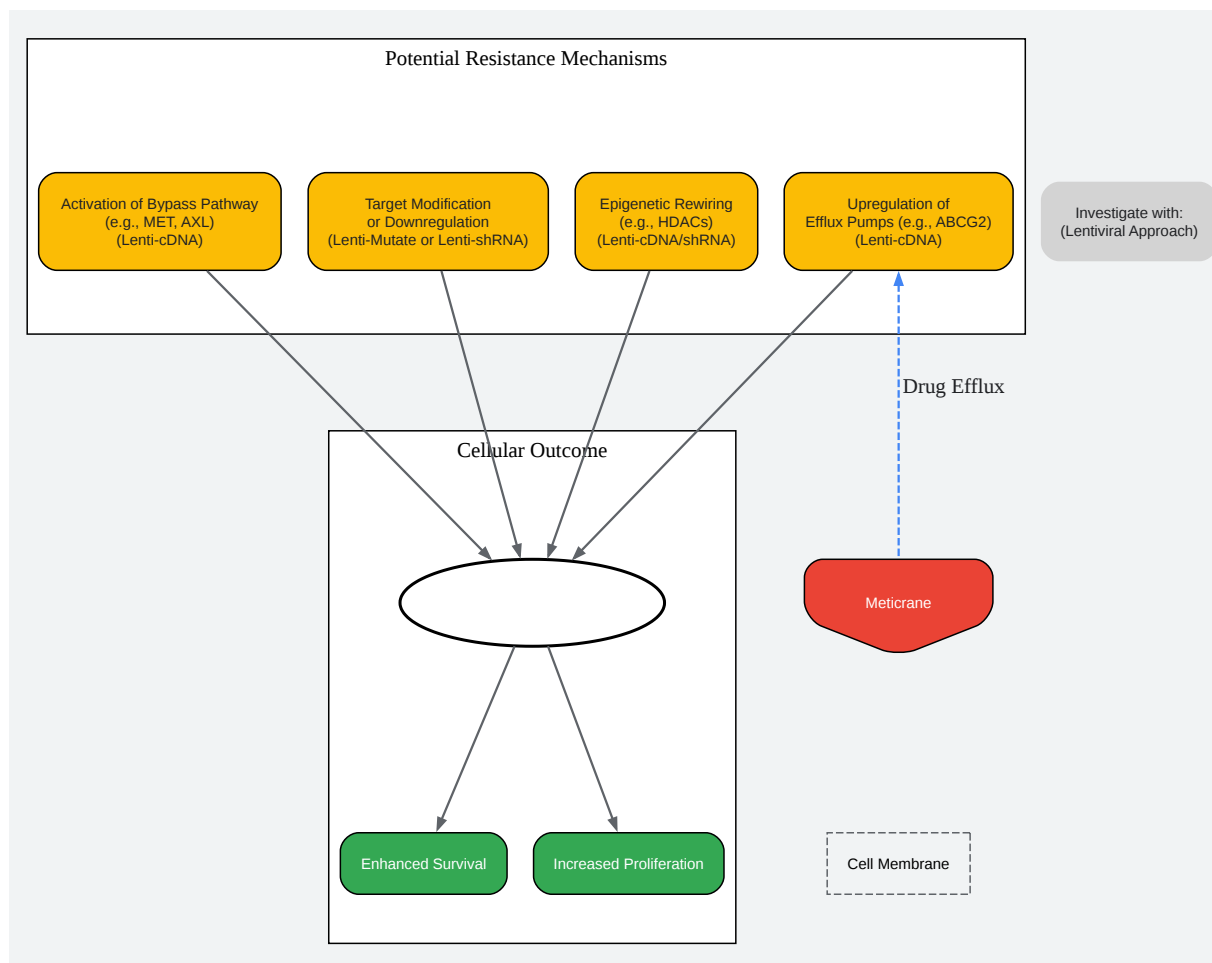 Potential Resistance Mechanisms
Activation of Bypass Pathway
(e.g., MET, AXL)
(Lenti-cDNA)
Target Modification
or Downregulation
(Lenti-Mutate or Lenti-shRNA)
Epigenetic Rewiring
(e.g., HDACs)
(Lenti-cDNA/shRNA)
Upregulation of
Efflux Pumps (e.g., ABCG2)
(Lenti-cDNA)
Investigate with:
(Lentiviral Approach)
Drug Efflux
Cellular Outcome
Meticrane
Enhanced Survival
Increased Proliferation
Cell Membrane